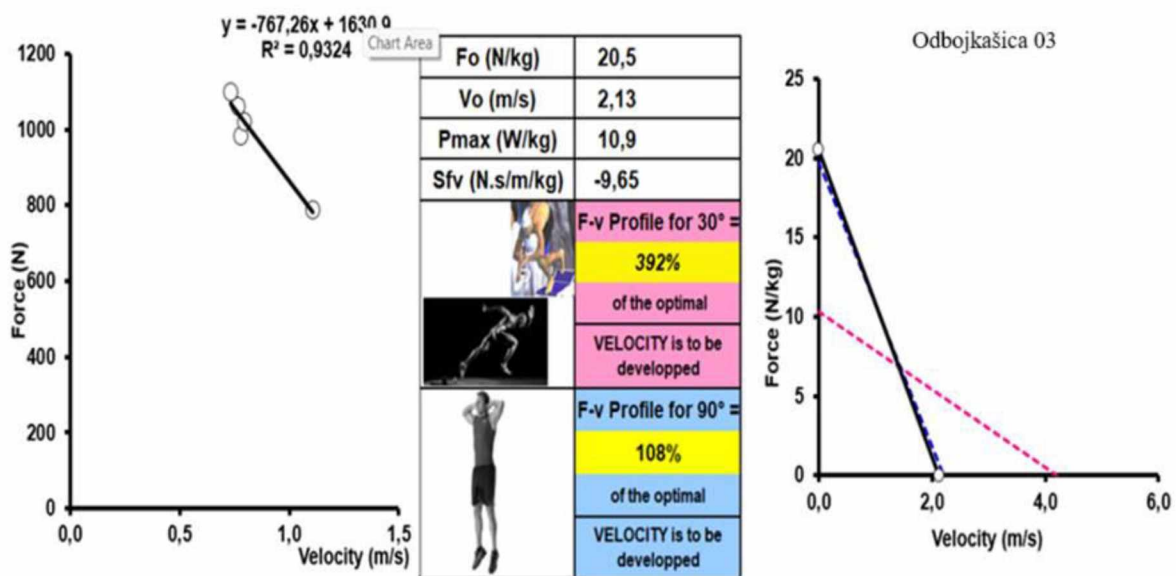 y = -767,26x + 1630,9
R² = 0,9324
Chart Area
1200
1000
800
600
400
200
0
Force (N)
0,0
0,5
1,0
1,5
Velocity (m/s)
Fo (N/kg) 20,5
Vo (m/s) 2,13
Pmax (W/kg) 10,9
Sfv (N.s/m/kg) -9,65
F-v Profile for 30° =
392%
of the optimal
VELOCITY is to be
developped
F-v Profile for 90° =
108%
of the optimal
VELOCITY is to be
developped
Odbojkašica 03
25
20
15
10
5
0
Force (N/kg)
0,0
2,0
4,0
6,0
Velocity (m/s)